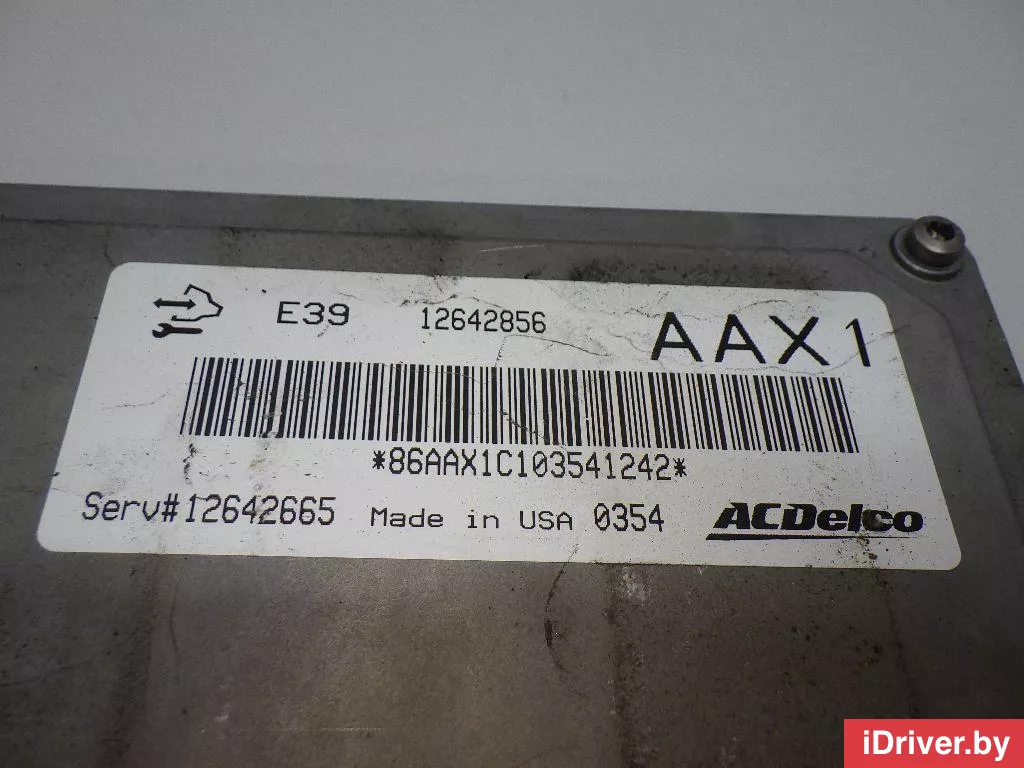 E39 12642856 AAX1
*86AAX1C103541242*
Serv#12642665 Made in USA 0354 ACDelco
iDriver.by